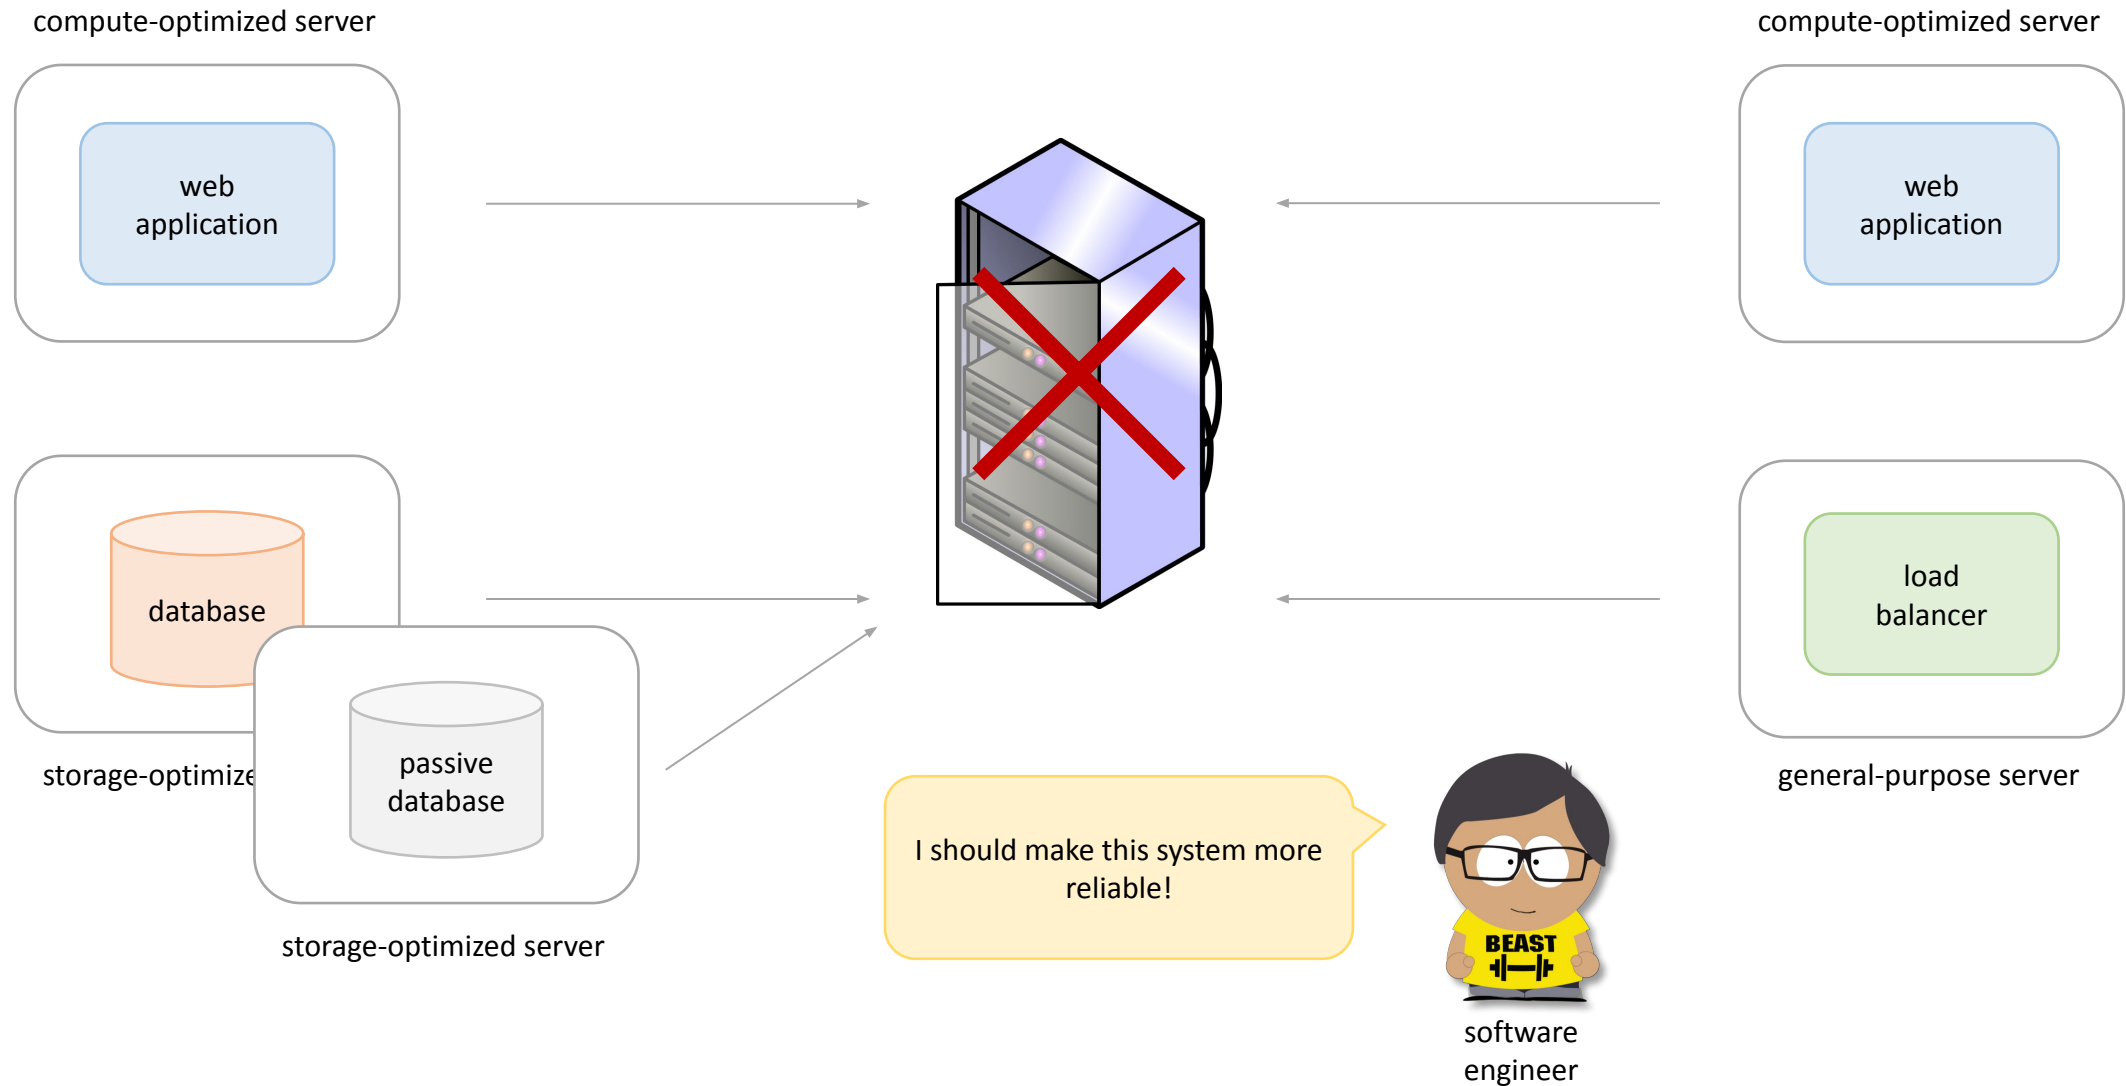 compute-optimized server
compute-optimized server
web
application
web
application
database
load
balancer
storage-optimize
passive
database
general-purpose server
I should make this system more
reliable!
storage-optimized server
BEAST
software
engineer